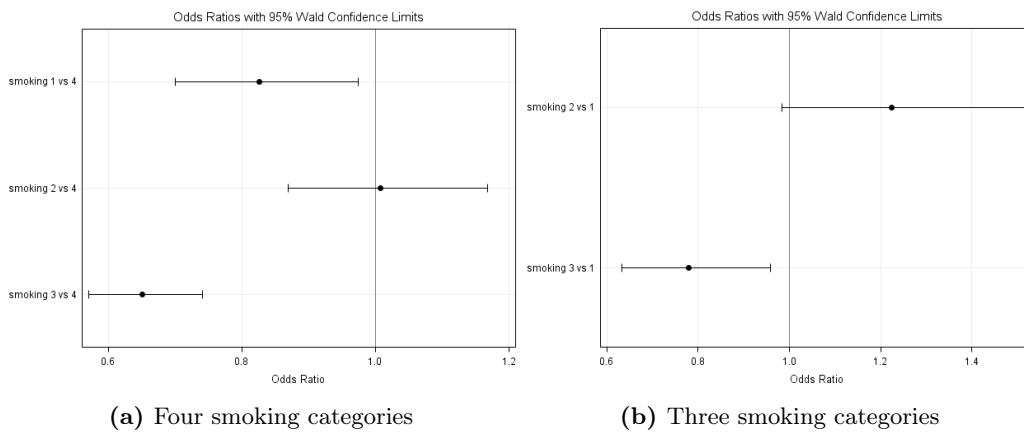 Odds Ratios with 95% Wald Confidence Limits
smoking 1 vs 4
smoking 2 vs 4
smoking 3 vs 4
0.6 0.8 1.0 1.2
Odds Ratio
(a) Four smoking categories
Odds Ratios with 95% Wald Confidence Limits
smoking 2 vs 1
smoking 3 vs 1
0.6 0.8 1.0 1.2 1.4
Odds Ratio
(b) Three smoking categories